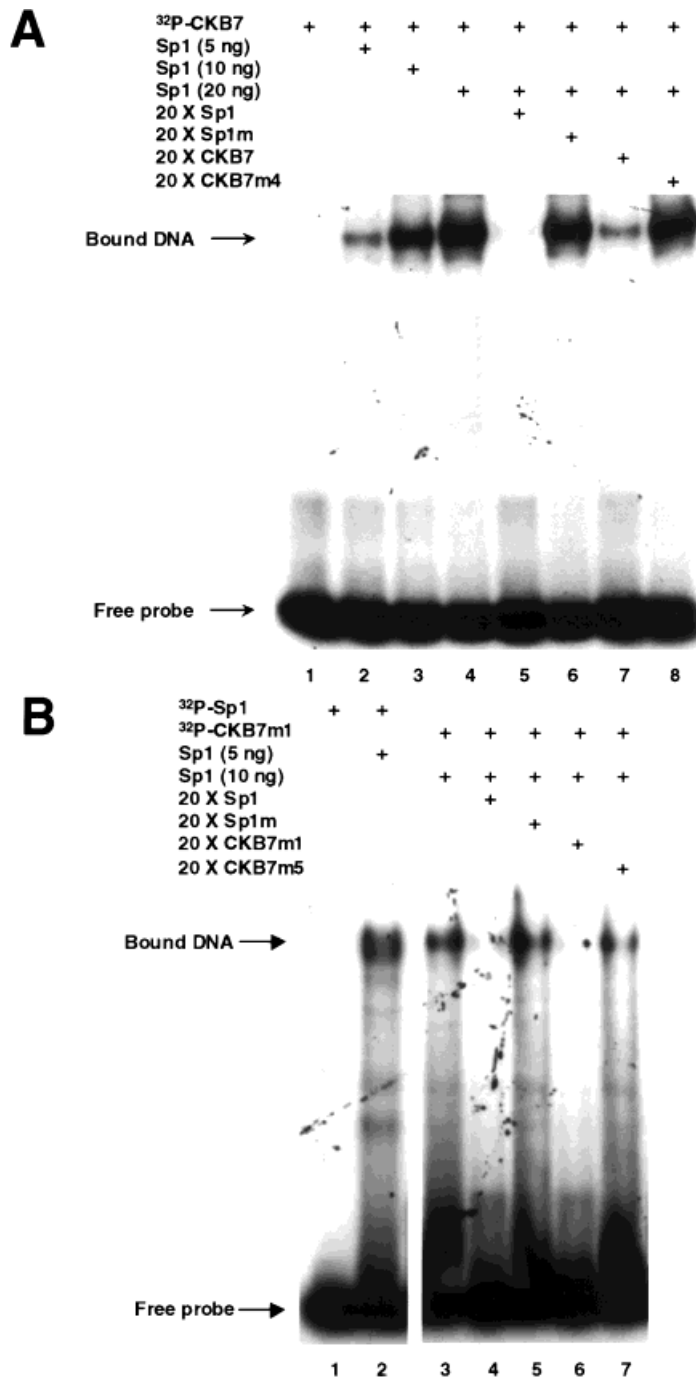 A
32P-CKB7 + + + + + + + +
Sp1 (5 ng) +
Sp1 (10 ng) +
Sp1 (20 ng) + + + + +
20 X Sp1 +
20 X Sp1m +
20 X CKB7 +
20 X CKB7m4 +
Bound DNA
Free probe
1 2 3 4 5 6 7 8
B
32P-Sp1 + +
32P-CKB7m1 + + + + +
Sp1 (5 ng) +
Sp1 (10 ng) + + + + +
20 X Sp1 +
20 X Sp1m +
20 X CKB7m1 +
20 X CKB7m5 +
Bound DNA
Free probe
1 2 3 4 5 6 7